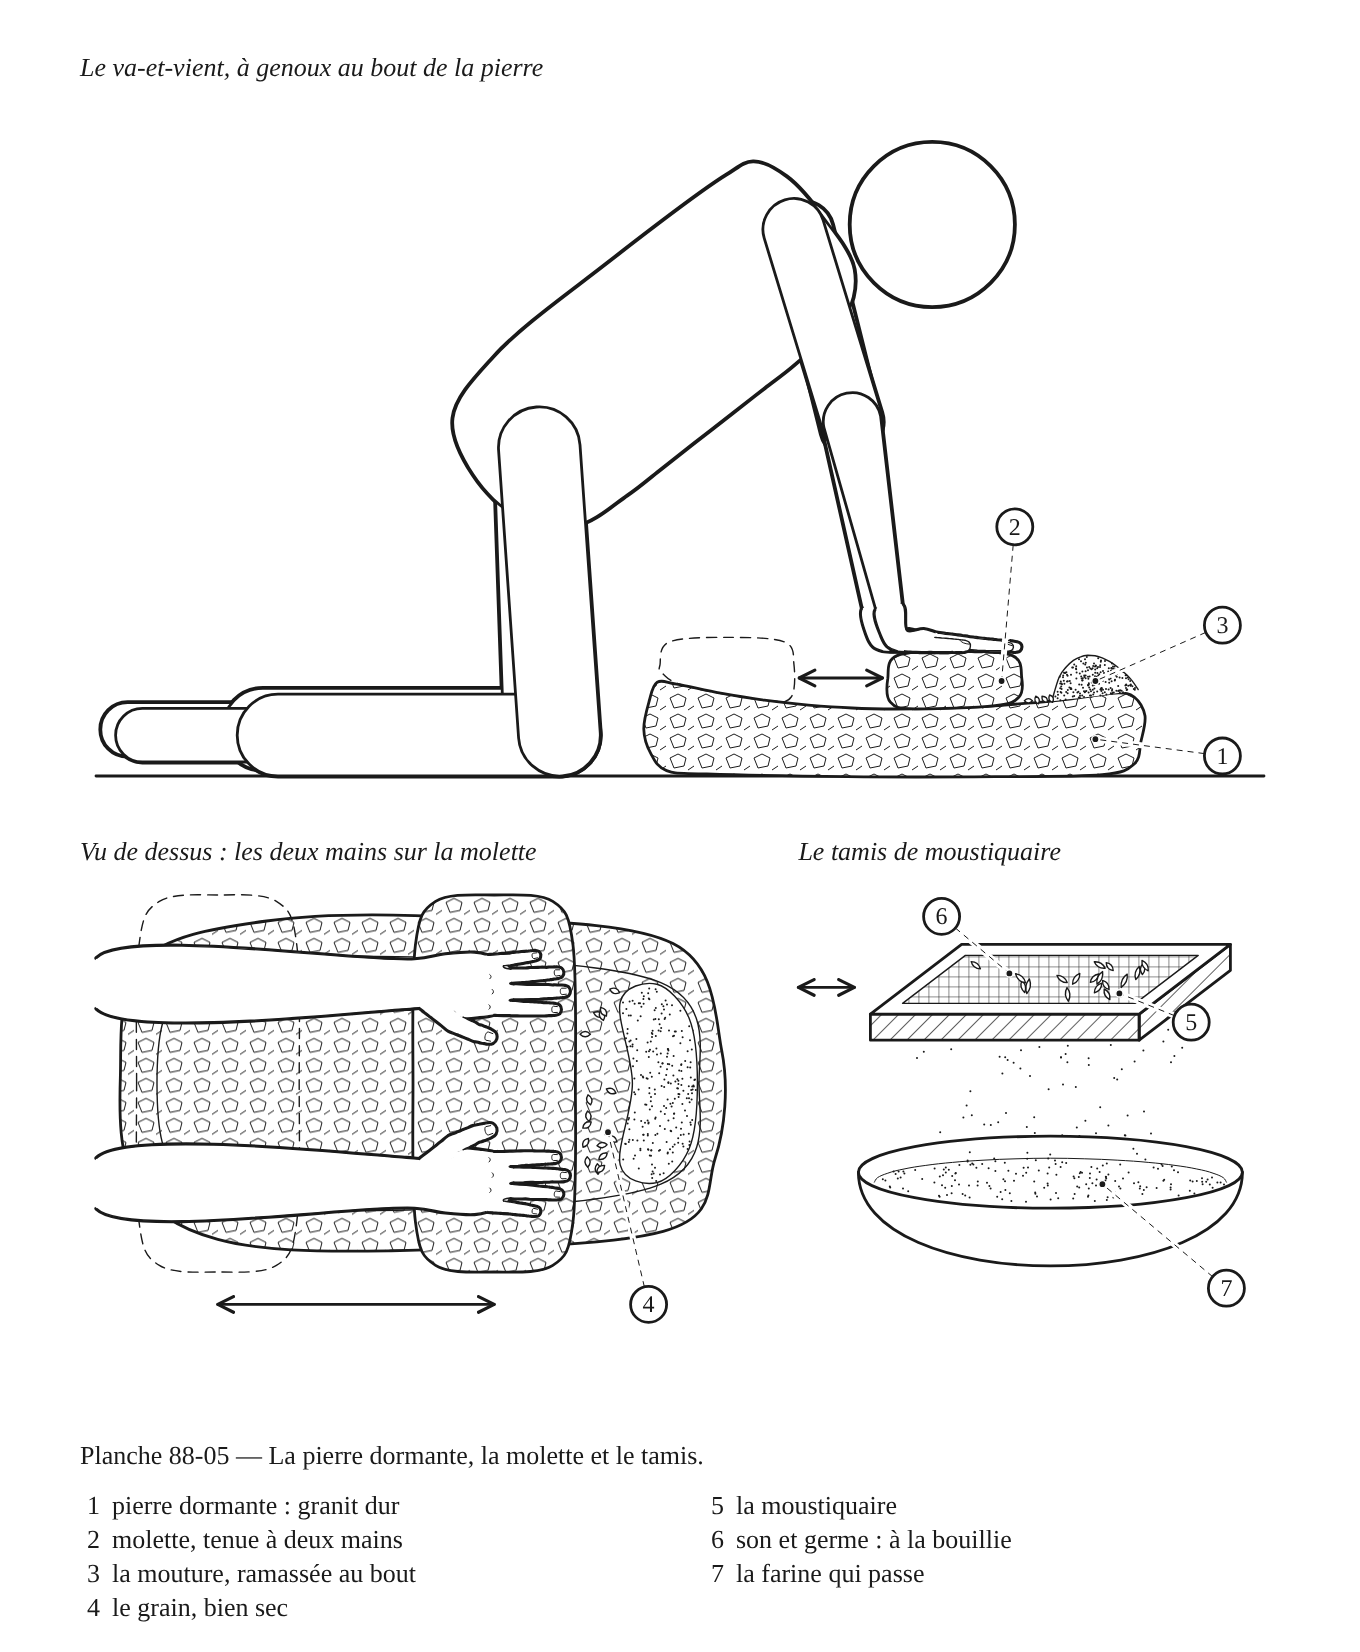 Le va-et-vient, à genoux au bout de la pierre
2
3
1
Vu de dessus : les deux mains sur la molette
Le tamis de moustiquaire
6
5
4
7
Planche 88-05 — La pierre dormante, la molette et le tamis.
1 pierre dormante : granit dur
2 molette, tenue à deux mains
3 la mouture, ramassée au bout
4 le grain, bien sec
5 la moustiquaire
6 son et germe : à la bouillie
7 la farine qui passe